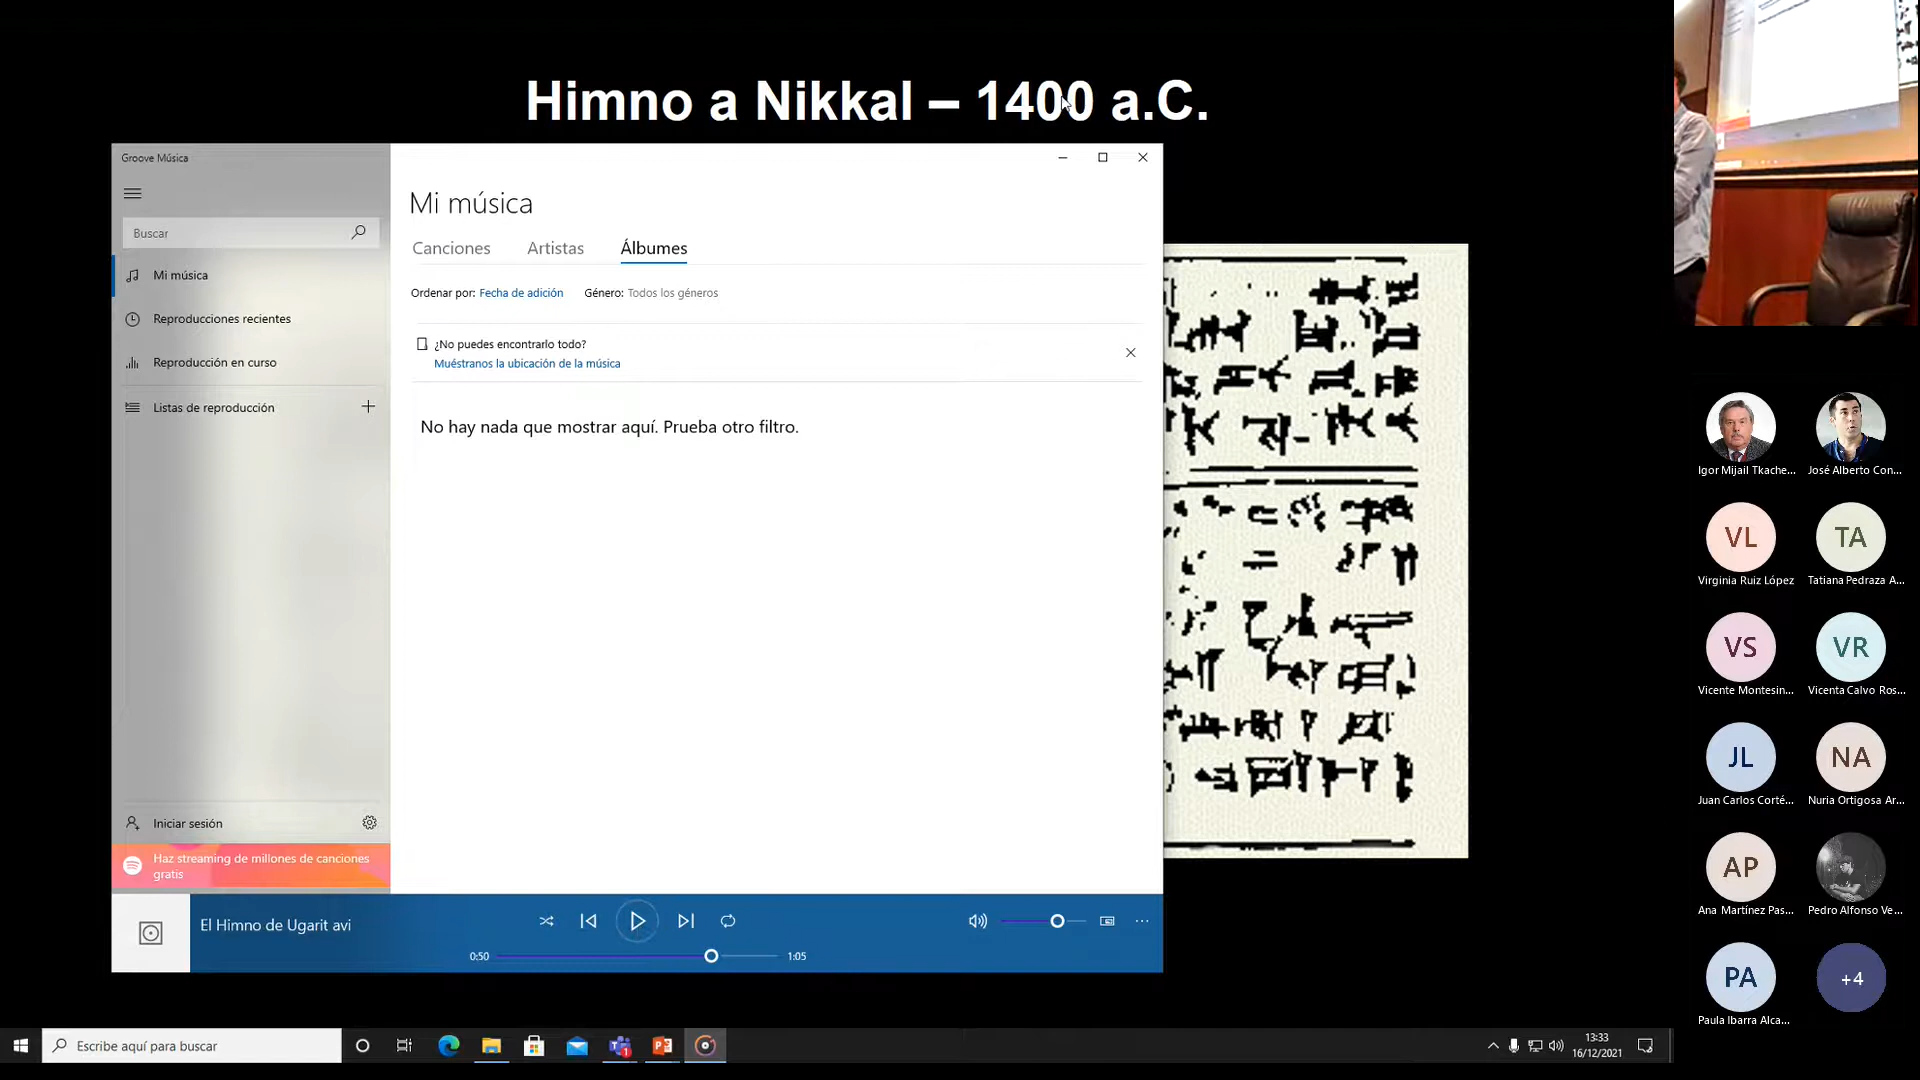 Himno a Nikkal – 1400 a.C.
Groove Música
Buscar
Mi música
Reproducciones recientes
Reproducción en curso
Listas de reproducción
Iniciar sesión
Haz streaming de millones de canciones
gratis
Mi música
Canciones Artistas Álbumes
Ordenar por: Fecha de adición Género: Todos los géneros
¿No puedes encontrarlo todo?
Muéstranos la ubicación de la música
No hay nada que mostrar aquí. Prueba otro filtro.
El Himno de Ugarit avi
0:50 1:05
Igor Mijail Tkache... José Alberto Con...
VL TA
Virginia Ruiz López Tatiana Pedraza A...
VS VR
Vicente Montesin... Vicenta Calvo Ros...
JL NA
Juan Carlos Corté... Nuria Ortigosa Ar...
AP
Ana Martínez Pas... Pedro Alfonso Ve...
PA +4
Paula Ibarra Alca...
Escribe aquí para buscar
13:33
16/12/2021